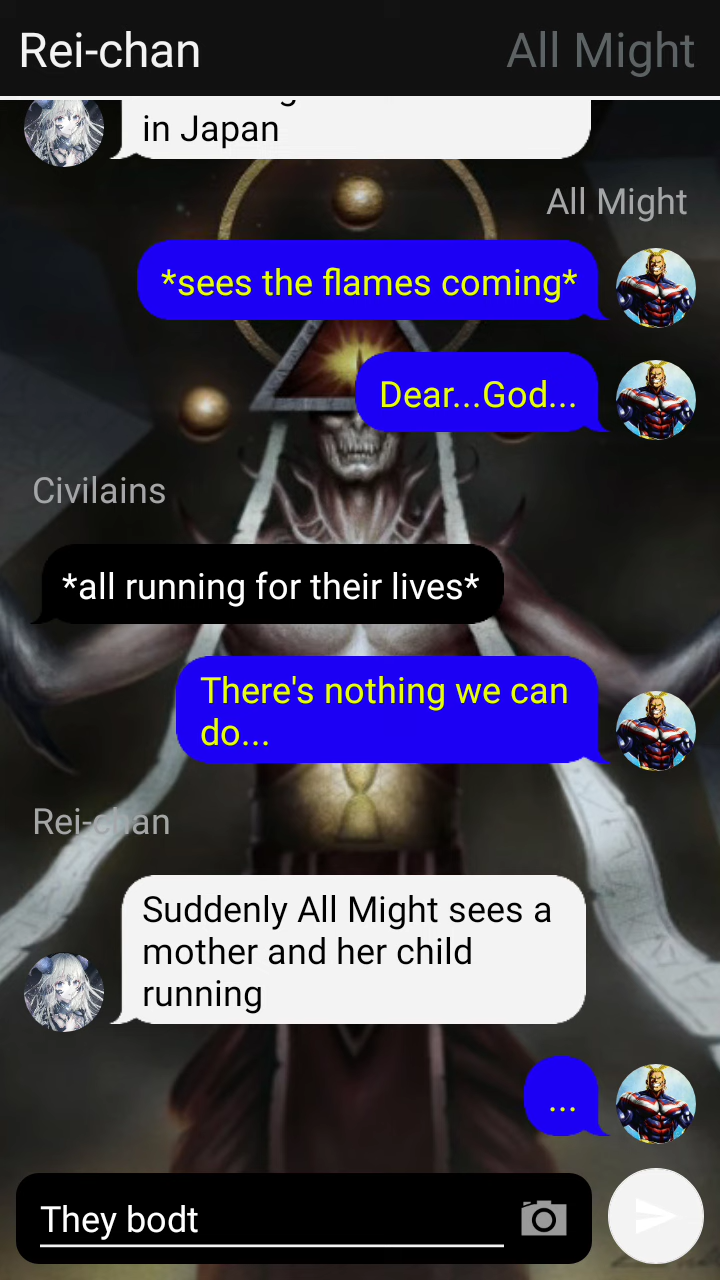 Rei-chan
All Might
in Japan
All Might
*sees the flames coming*
Dear...God...
Civilains
*all running for their lives*
There's nothing we can
do...
Rei-chan
Suddenly All Might sees a
mother and her child
running
...
They bodt